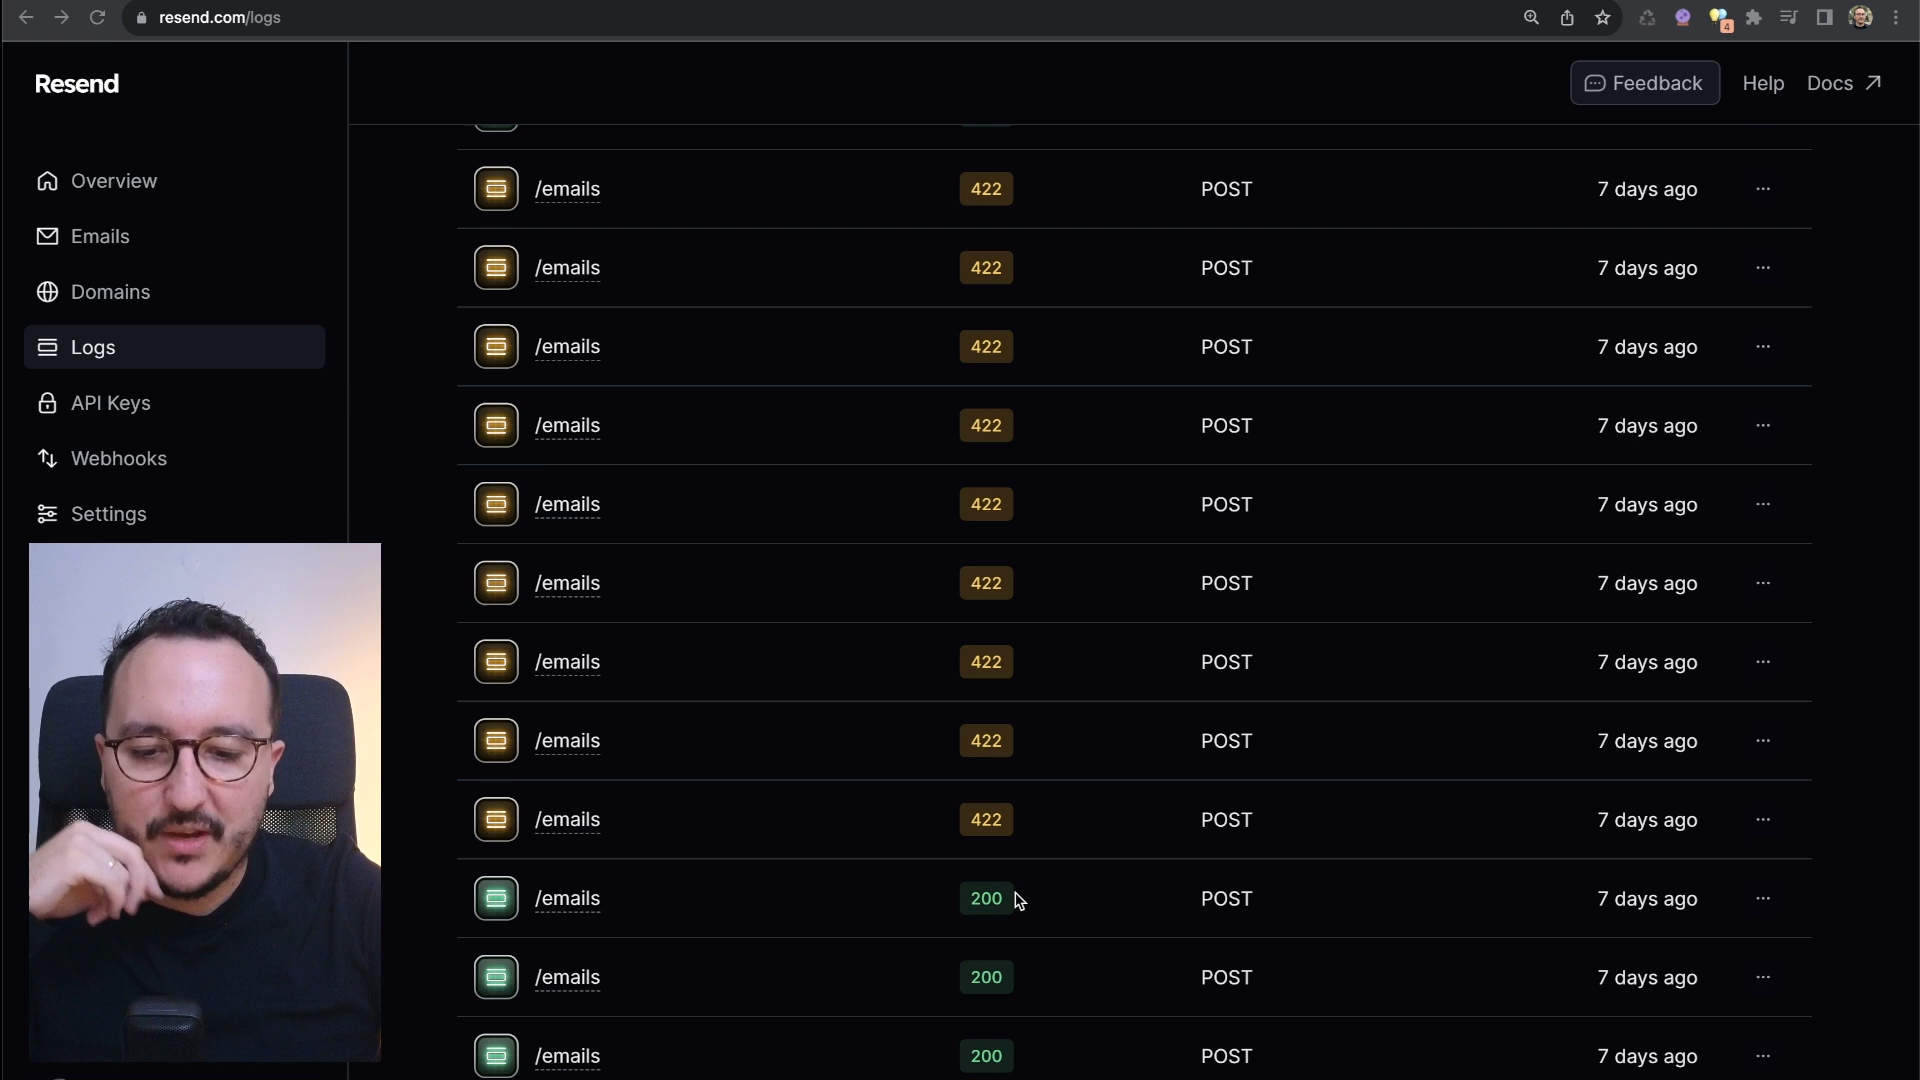 resend.com/logs
4
Resend
Feedback
Help
Docs
Overview
Emails
Domains
Logs
API Keys
Webhooks
Settings
/emails 422 POST 7 days ago
/emails 422 POST 7 days ago
/emails 422 POST 7 days ago
/emails 422 POST 7 days ago
/emails 422 POST 7 days ago
/emails 422 POST 7 days ago
/emails 422 POST 7 days ago
/emails 422 POST 7 days ago
/emails 422 POST 7 days ago
/emails 200 POST 7 days ago
/emails 200 POST 7 days ago
/emails 200 POST 7 days ago